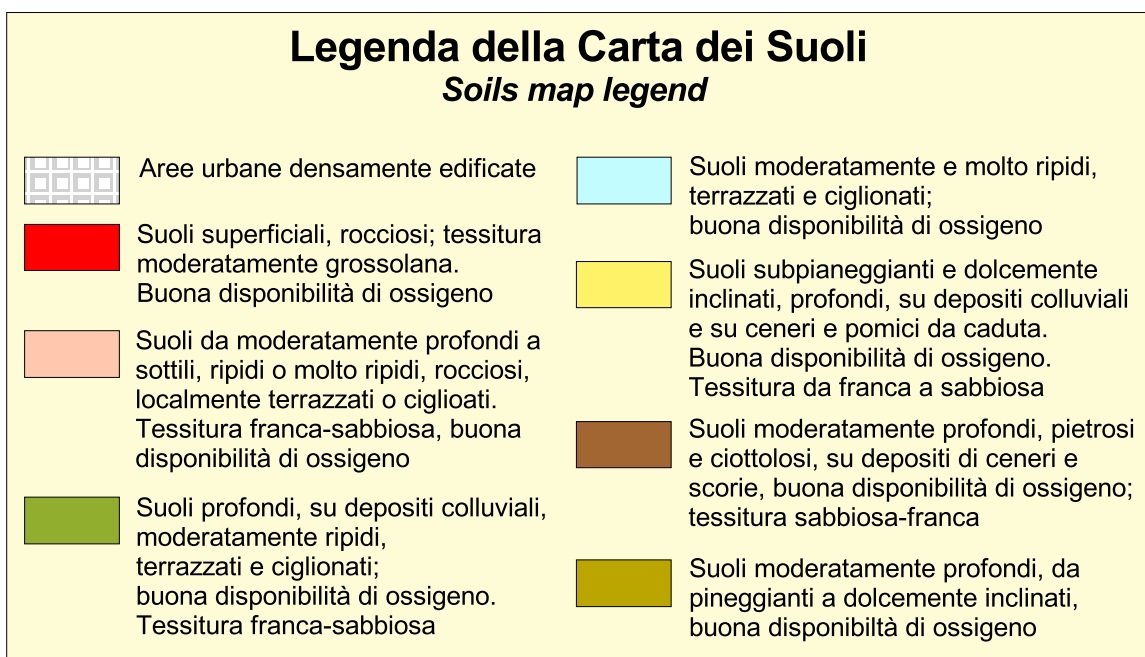 Legenda della Carta dei Suoli
Soils map legend
Aree urbane densamente edificate
Suoli superficiali, rocciosi; tessitura
moderatamente grossolana.
Buona disponibilità di ossigeno
Suoli da moderatamente profondi a
sottili, ripidi o molto ripidi, rocciosi,
localmente terrazzati o ciglioati.
Tessitura franca-sabbiosa, buona
disponibilità di ossigeno
Suoli profondi, su depositi colluviali,
moderatamente ripidi,
terrazzati e ciglionati;
buona disponibilità di ossigeno.
Tessitura franca-sabbiosa
Suoli moderatamente e molto ripidi,
terrazzati e ciglionati;
buona disponibilità di ossigeno
Suoli subpianeggianti e dolcemente
inclinati, profondi, su depositi colluviali
e su ceneri e pomici da caduta.
Buona disponibilità di ossigeno.
Tessitura da franca a sabbiosa
Suoli moderatamente profondi, pietrosi
e ciottolosi, su depositi di ceneri e
scorie, buona disponibilità di ossigeno;
tessitura sabbiosa-franca
Suoli moderatamente profondi, da
pineggianti a dolcemente inclinati,
buona disponibiltà di ossigeno